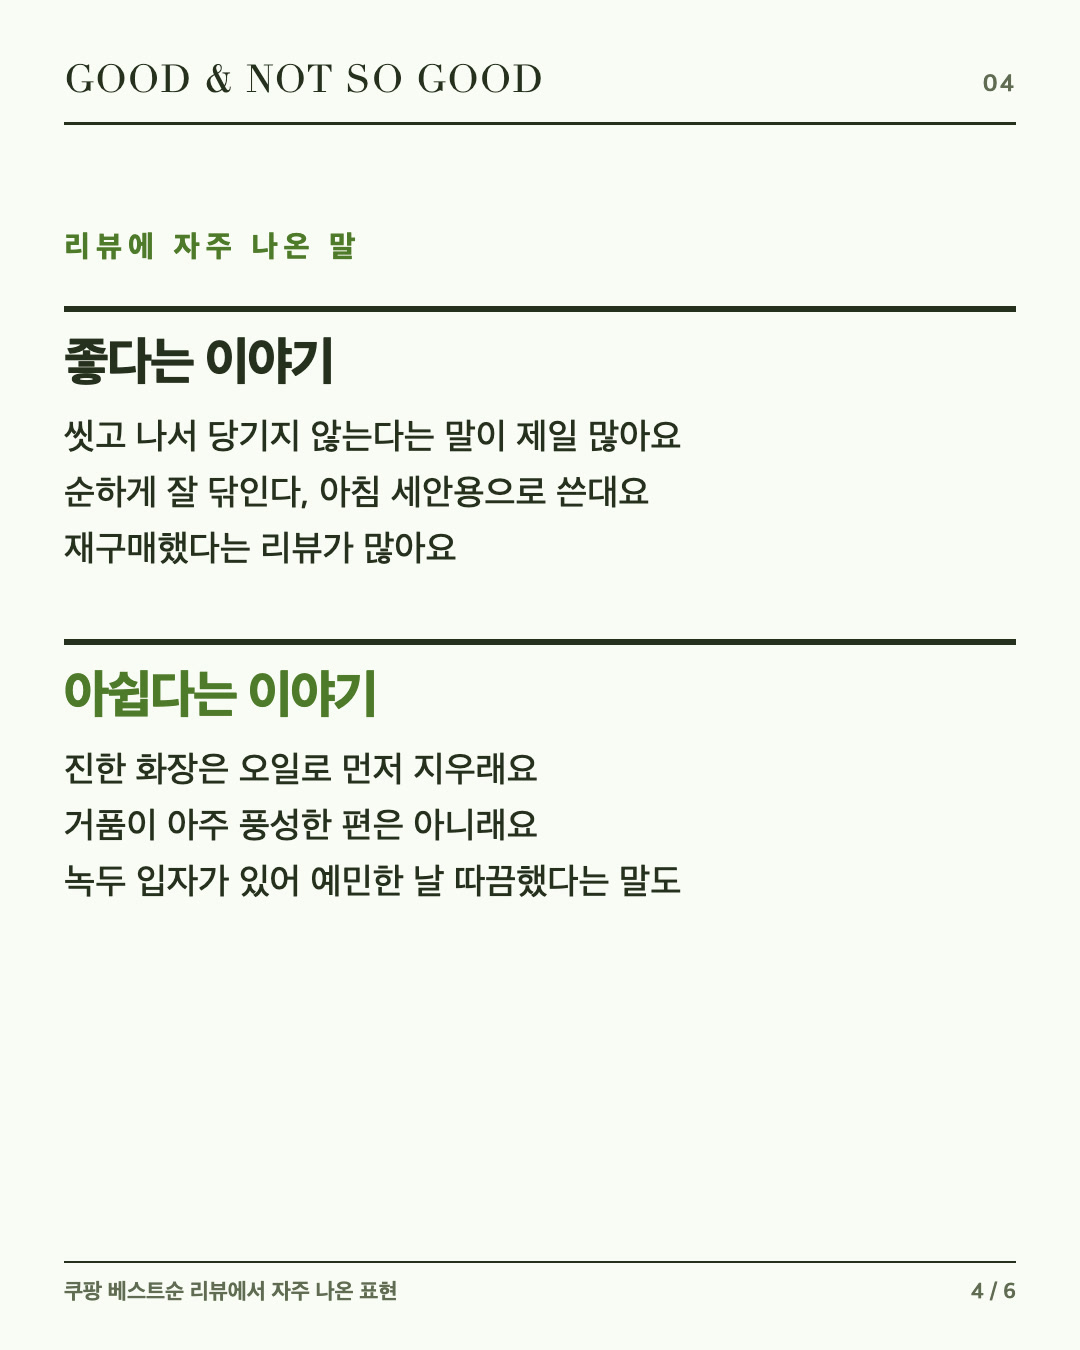 GOOD & NOT SO GOOD
04
리뷰에 자주 나온 말
좋다는 이야기
씻고 나서 당기지 않는다는 말이 제일 많아요
순하게 잘 닦인다, 아침 세안용으로 쓴대요
재구매했다는 리뷰가 많아요
아쉽다는 이야기
진한 화장은 오일로 먼저 지우래요
거품이 아주 풍성한 편은 아니래요
녹두 입자가 있어 예민한 날 따끔했다는 말도
쿠팡 베스트순 리뷰에서 자주 나온 표현
4 / 6